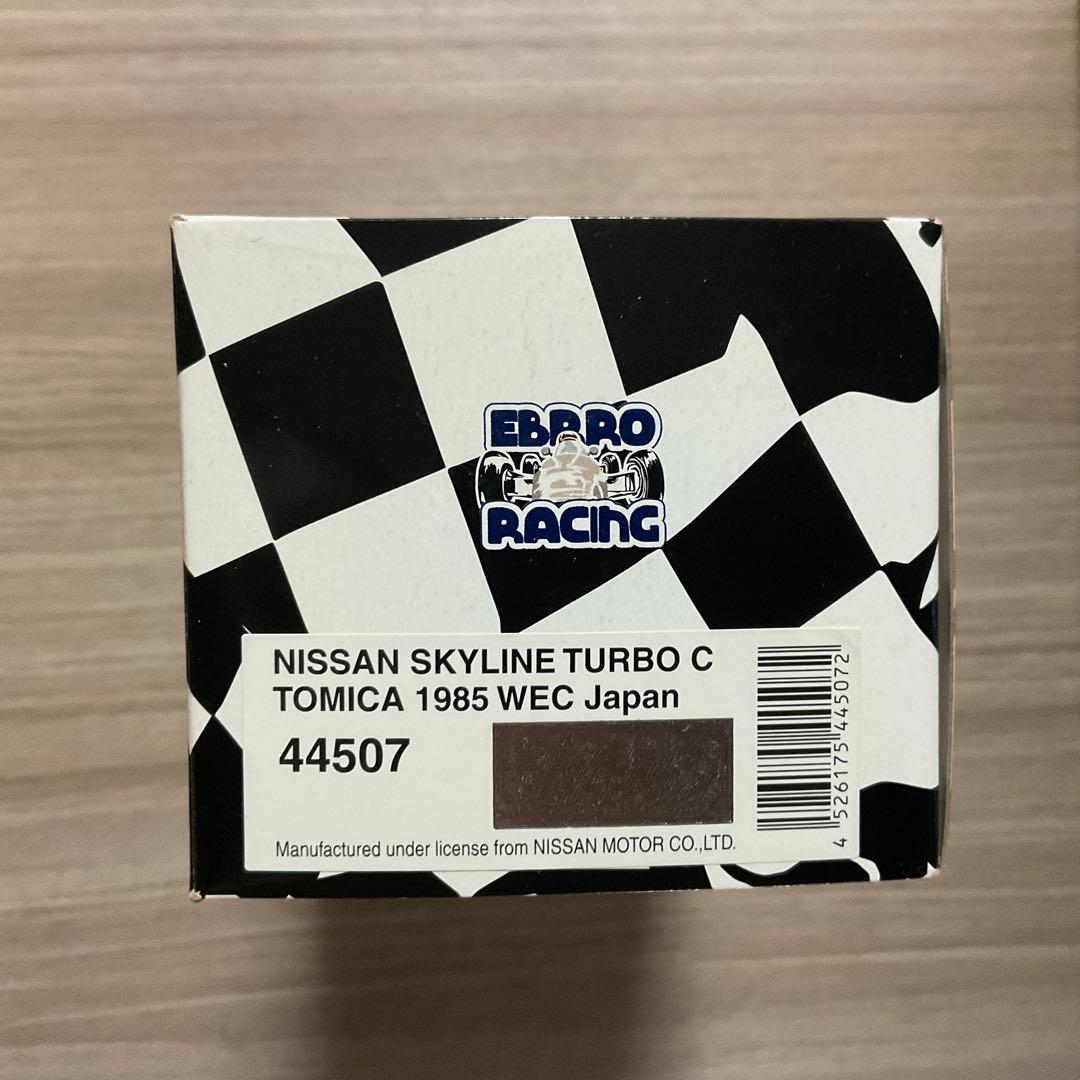 EBBRO
RACING
NISSAN SKYLINE TURBO C
TOMICA 1985 WEC Japan
44507
Manufactured under license from NISSAN MOTOR CO.,LTD.
4 526175 445072